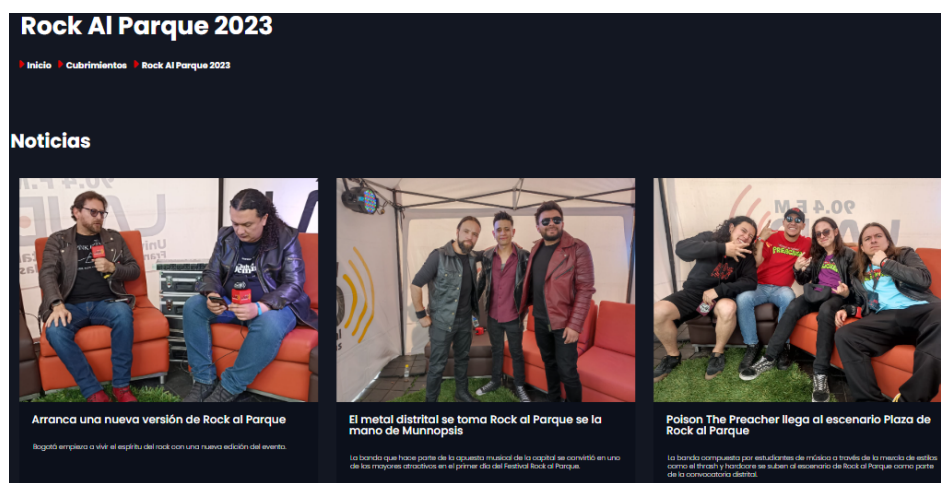 Rock Al Parque 2023
Inicio Cubrimientos Rock Al Parque 2023
Noticias
90.4 F.M
90.4 F.M
Arranca una nueva versión de Rock al Parque
Bogotá empieza a vivir el espíritu del rock con una nueva edición del evento.
El metal distrital se toma Rock al Parque se la
mano de Munnopsis
La banda que hace parte de la apuesta musical de la capital se convirtió en uno
de los mayores atractivos en el primer día del Festival Rock al Parque.
Poison The Preacher llega al escenario Plaza de
Rock al Parque
La banda compuesta por estudiantes de música a través de la mezcla de estilos
como el thrash y hardcore se suben al escenario de Rock al Parque como parte
de la convocatoria distrital.